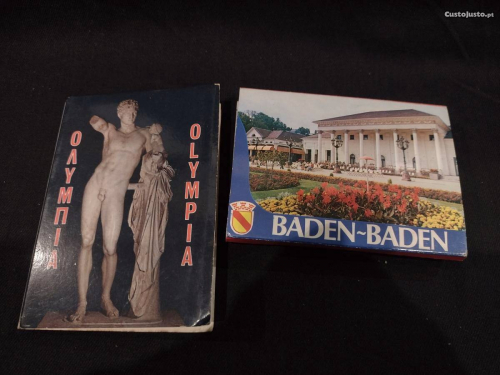 ΟΛΥΜΠΙΑ
OLYMPIA
BADEN~BADEN
CustoJusto.pt